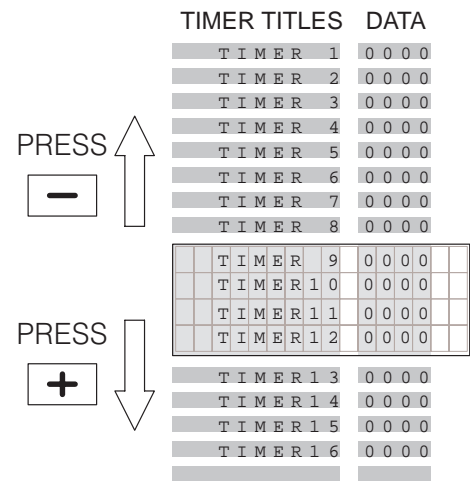 TIMER TITLES DATA
TIMER 1 0000
TIMER 2 0000
TIMER 3 0000
TIMER 4 0000
TIMER 5 0000
TIMER 6 0000
TIMER 7 0000
TIMER 8 0000
PRESS
−
TIMER 9 0000
TIMER10 0000
TIMER11 0000
TIMER12 0000
PRESS
+
TIMER13 0000
TIMER14 0000
TIMER15 0000
TIMER16 0000